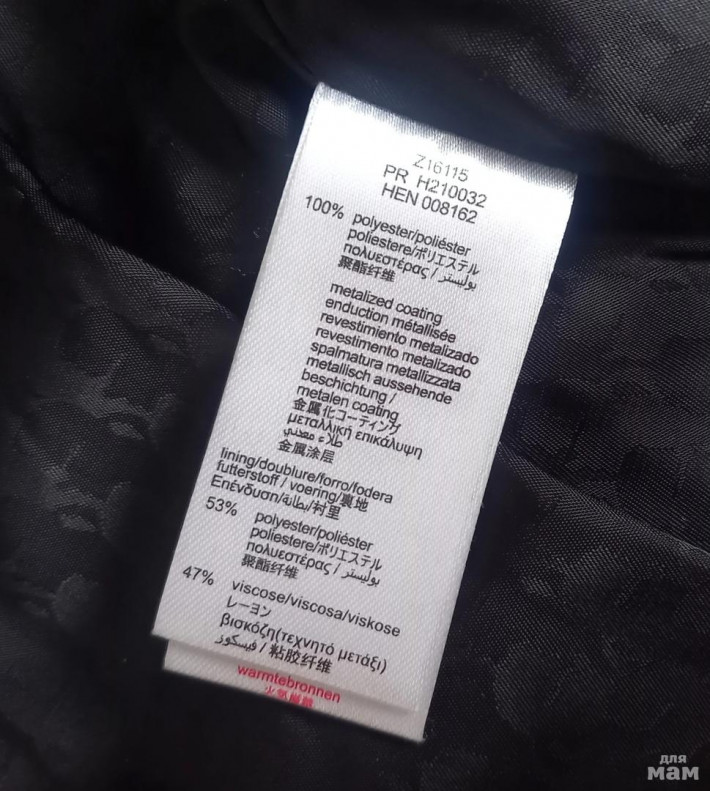 Z16115
PR H210032
HEN 008162
100% polyester/poliéster
poliestere/ポリエステル
πολυεστέρας / بوليستر
聚酯纤维
metalized coating
enduction métallisée
revestimiento metalizado
revestimento metalizado
spalmatura metallizzata
metallisch aussehende
beschichtung /
metalen coating
金属化コーティング
μεταλλική επικάλυψη
طلاء معدني
金属涂层
lining/doublure/forro/fodera
futterstoff / voering/裏地
Επένδυση/بطانة/衬里
53% polyester/poliéster
poliestere/ポリエステル
πολυεστέρας / بوليستر
聚酯纤维
47% viscose/viscosa/viskose
レーヨン
βισκόζη(τεχνητό μετάξι)
فيسكوز / 粘胶纤维
warmtebronnen
для
мам